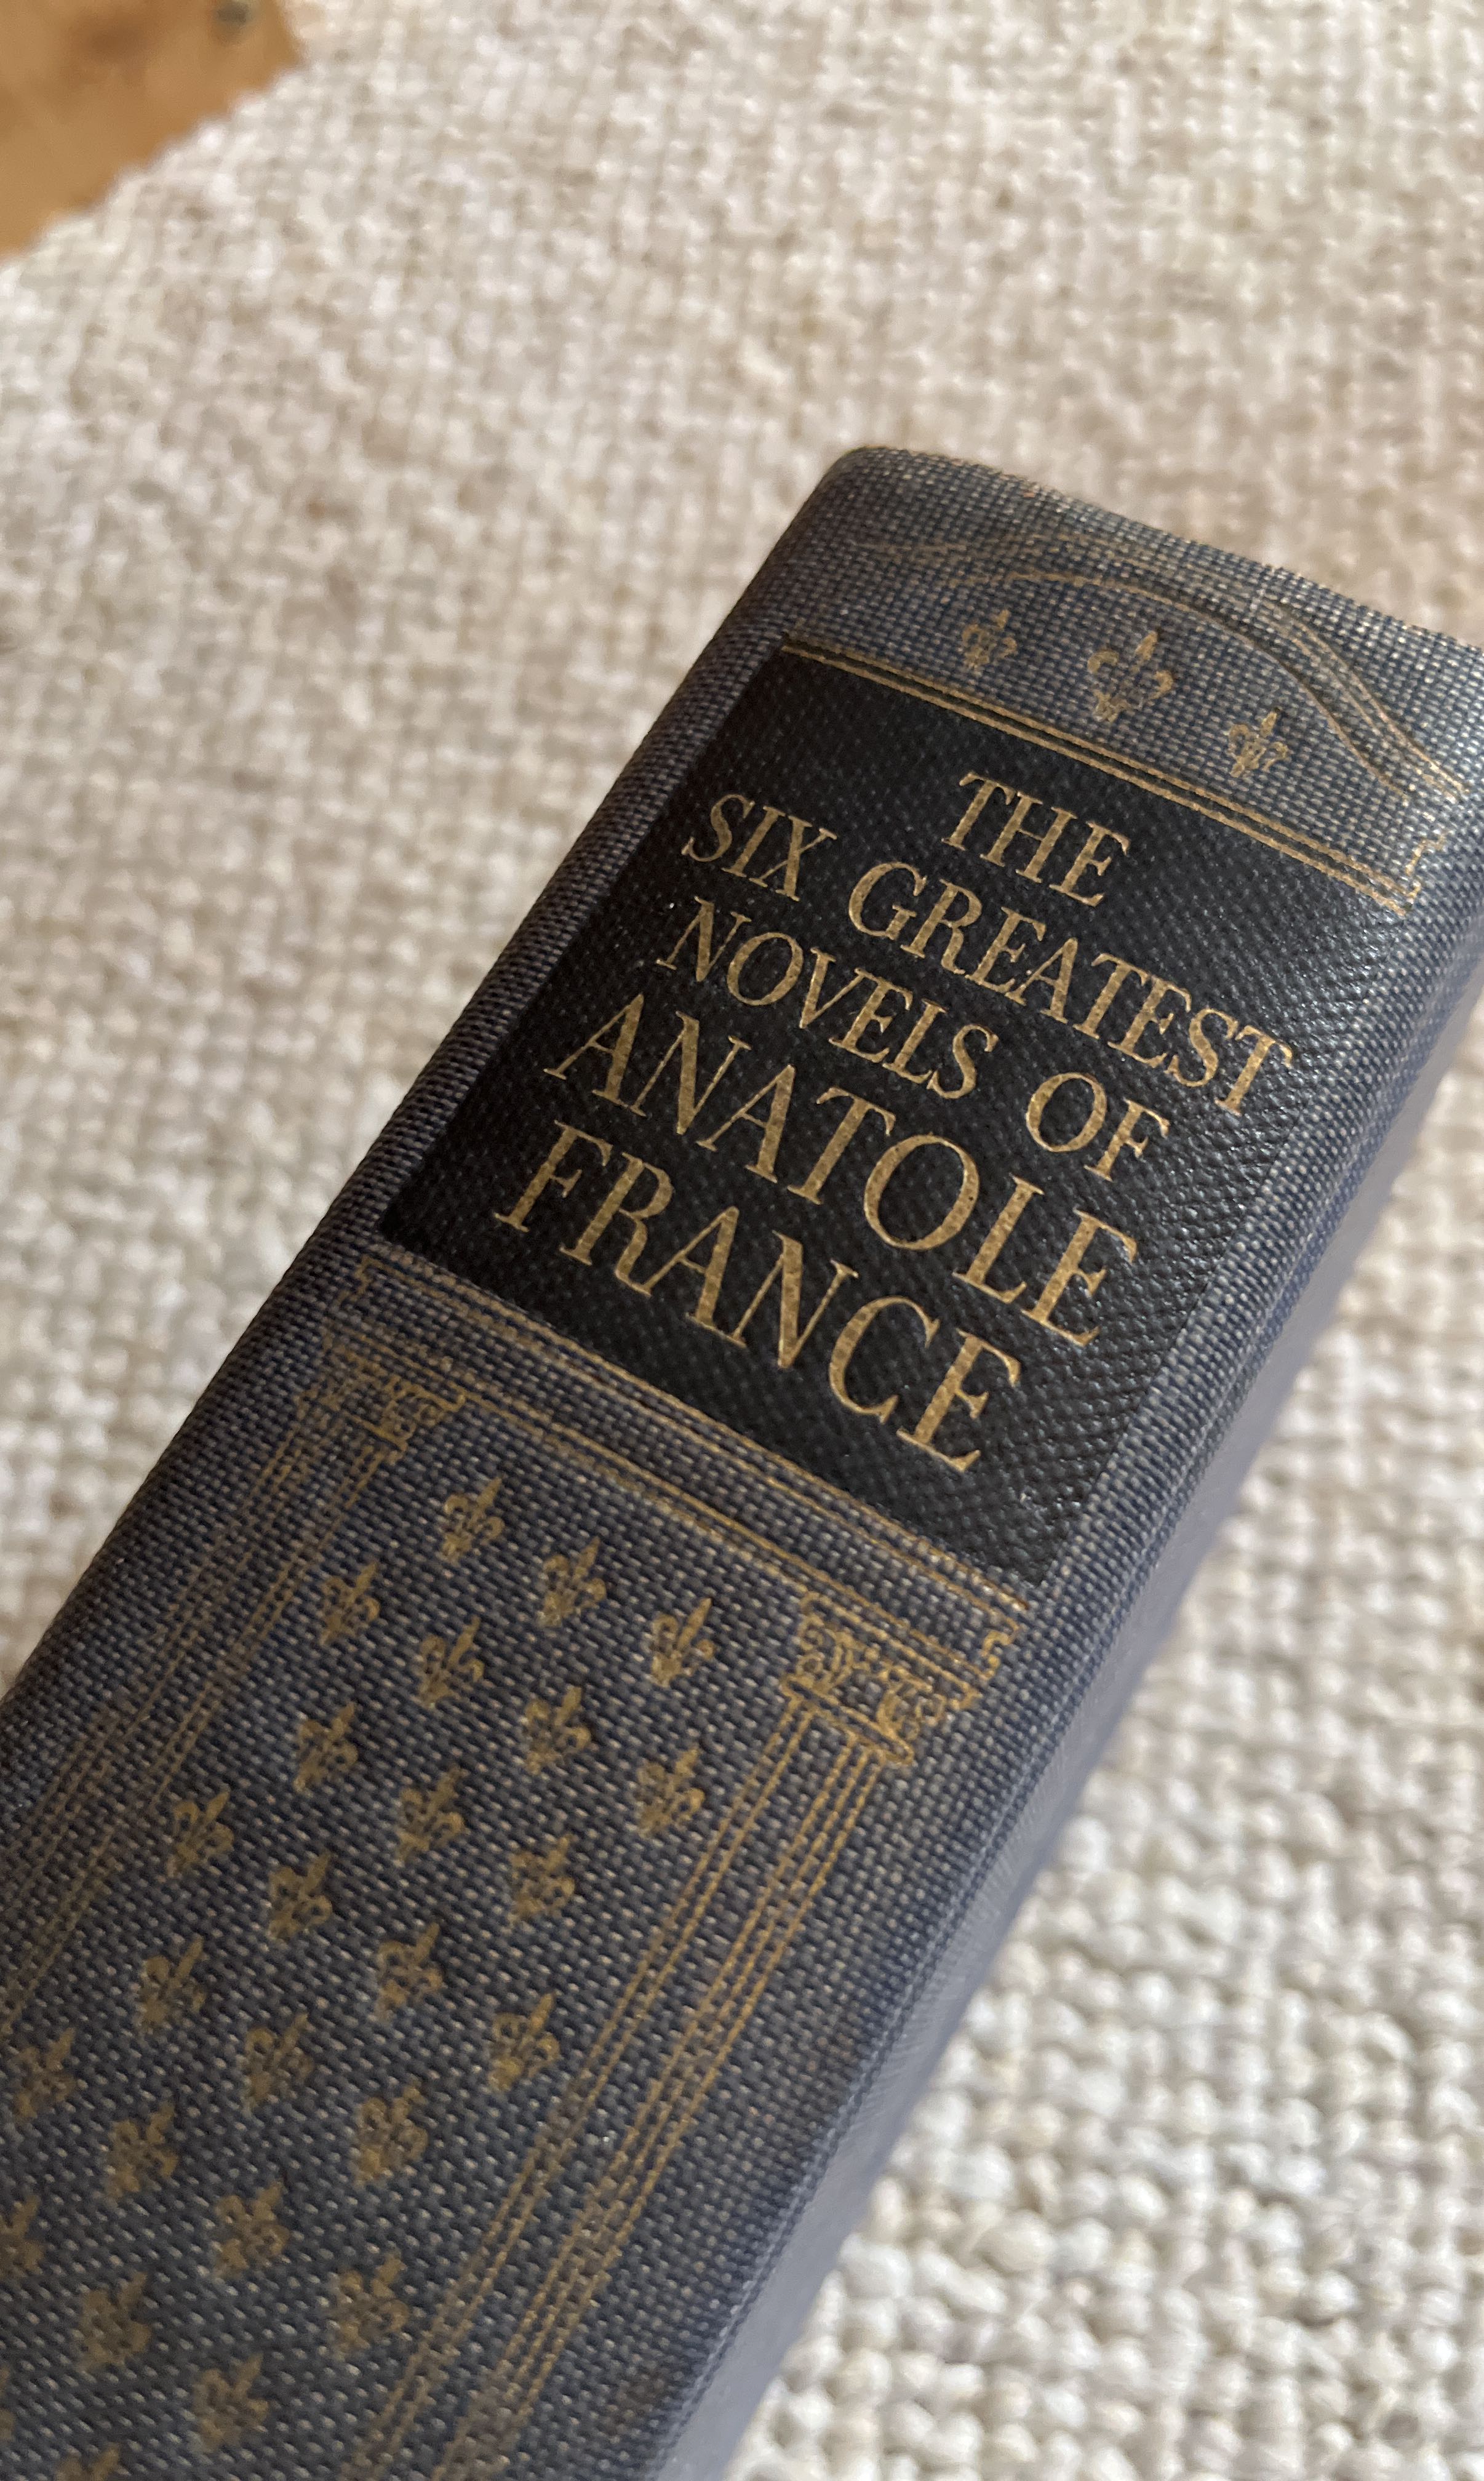 THE
SIX GREATEST
NOVELS OF
ANATOLE
FRANCE